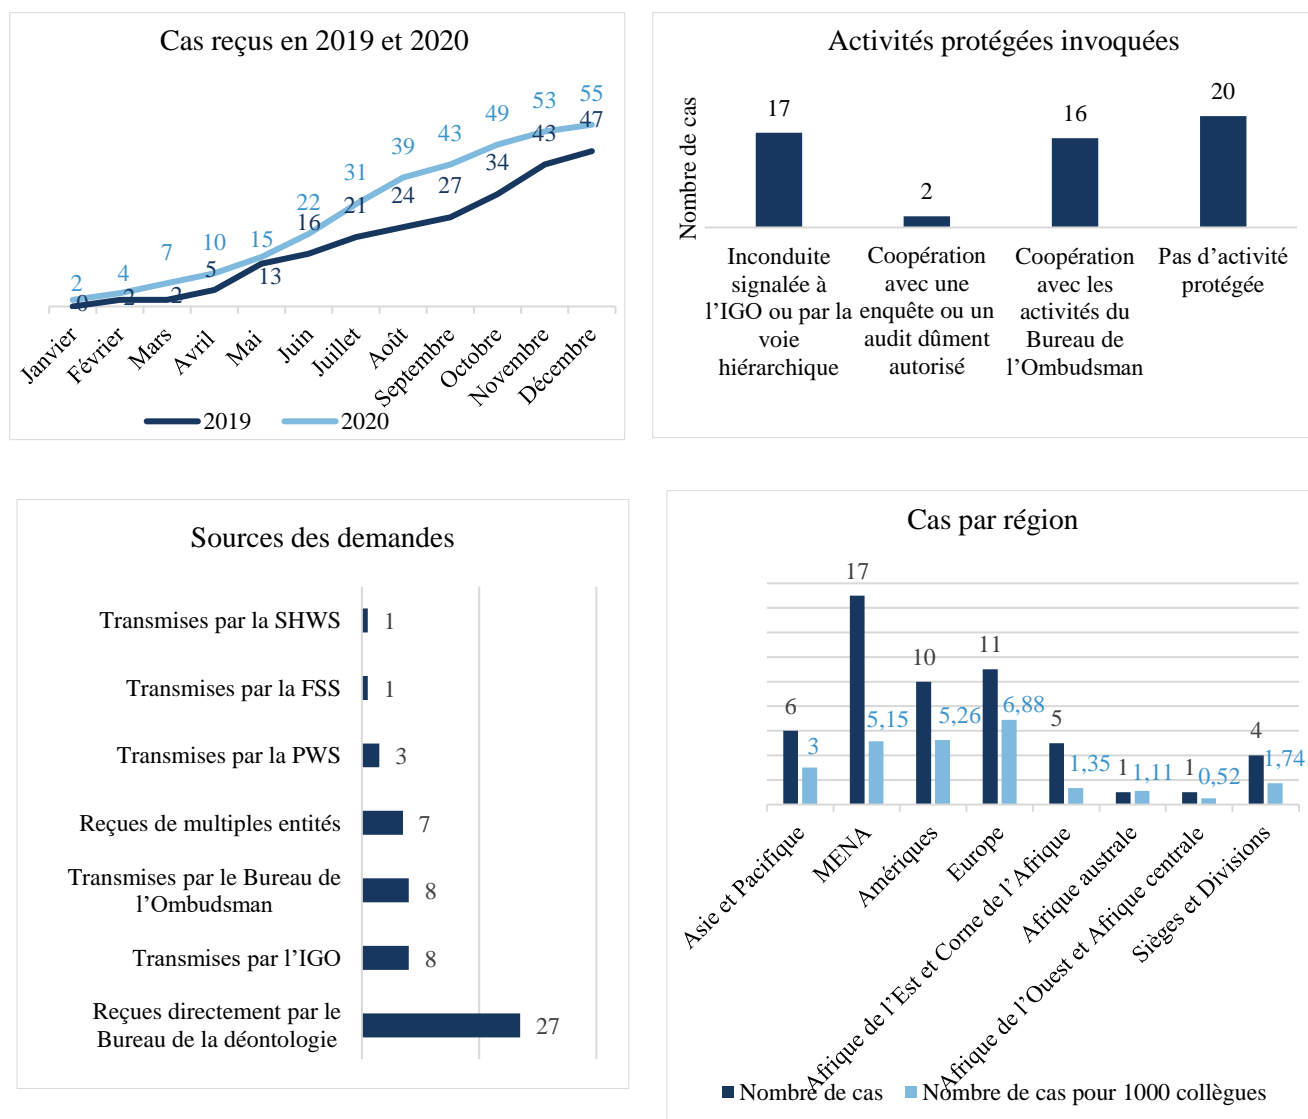 Cas reçus en 2019 et 2020
55
53
49
43
39
31
22
15
10
7
4
2
47
43
34
27
24
21
16
13
5
2
2
0
Janvier
Février
Mars
Avril
Mai
Juin
Juillet
Août
Septembre
Octobre
Novembre
Décembre
2019
2020
Activités protégées invoquées
Nombre de cas
17
2
16
20
Inconduite
signalée à
l’IGO ou par la
voie
hiérarchique
Coopération
avec une
enquête ou un
audit dûment
autorisé
Coopération
avec les
activités du
Bureau de
l’Ombudsman
Pas d’activité
protégée
Sources des demandes
Transmises par la SHWS
1
Transmises par la FSS
1
Transmises par la PWS
3
Reçues de multiples entités
7
Transmises par le Bureau de
l’Ombudsman
8
Transmises par l’IGO
8
Reçues directement par le
Bureau de la déontologie
27
Cas par région
6
17
10
11
5
1
1
4
3
5,15
5,26
6,88
1,35
1,11
0,52
1,74
Asie et Pacifique
MENA
Amériques
Europe
Afrique de l’Est et Corne de l’Afrique
Afrique australe
Afrique de l’Ouest et Afrique centrale
Sièges et Divisions
Nombre de cas
Nombre de cas pour 1000 collègues